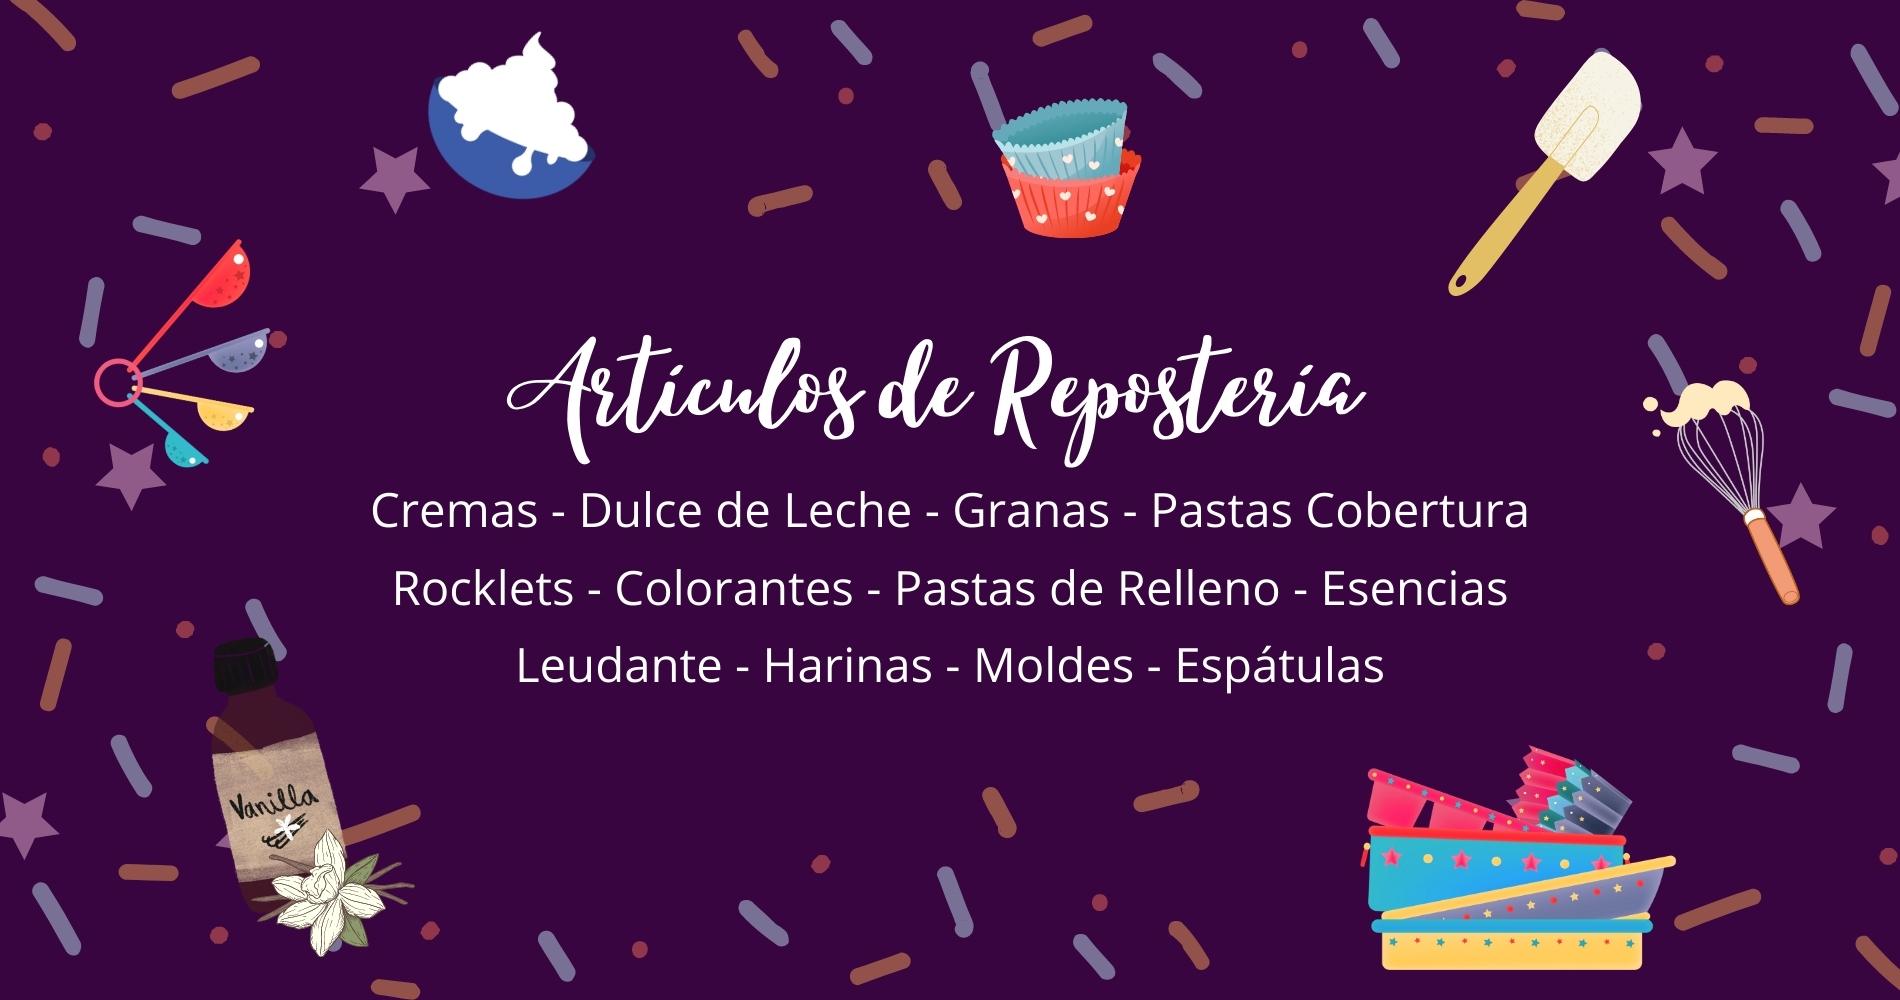 Artículos de Repostería
Cremas - Dulce de Leche - Granas - Pastas Cobertura
Rocklets - Colorantes - Pastas de Relleno - Esencias
Leudante - Harinas - Moldes - Espátulas
Vanilla